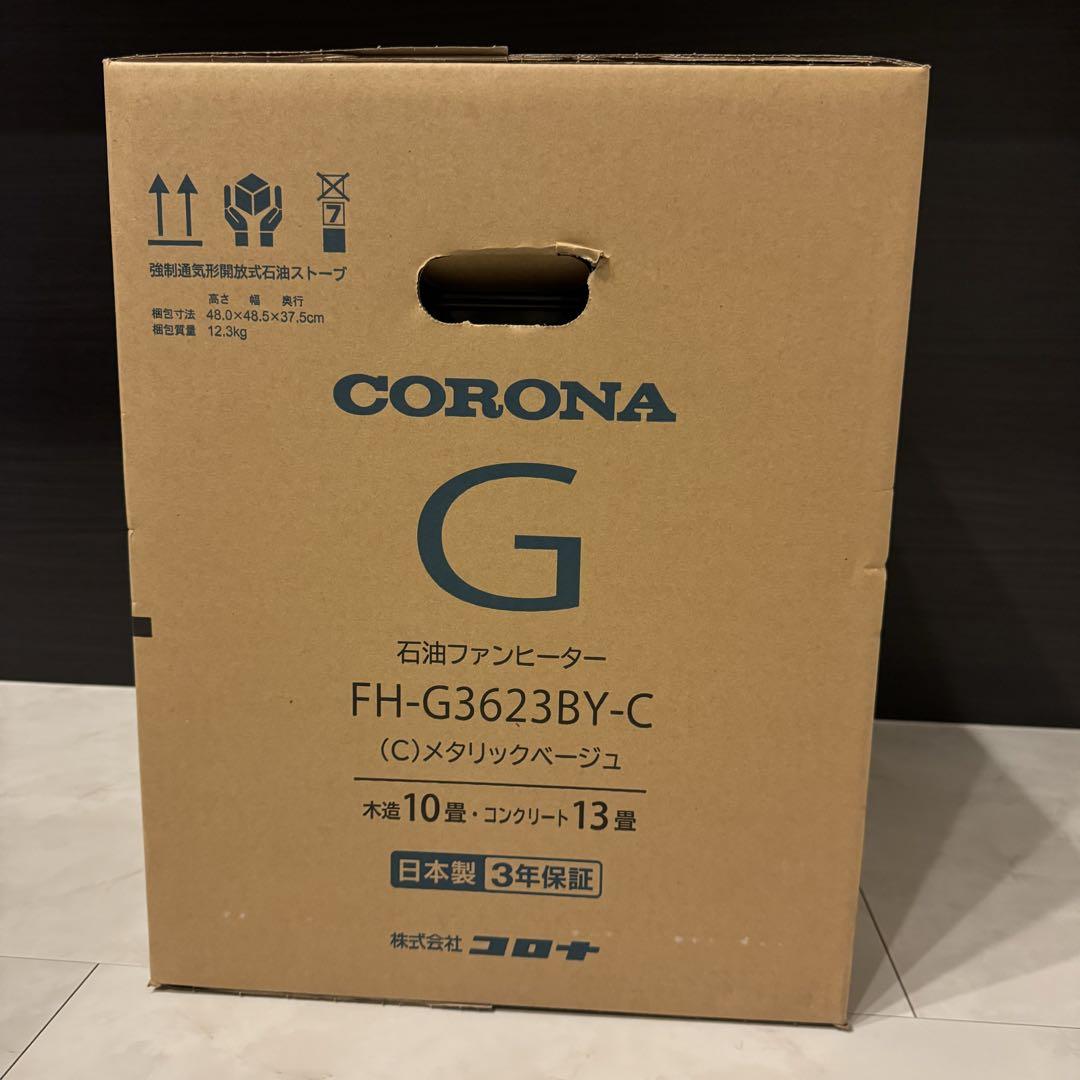 7
強制通気形開放式石油ストーブ
高さ 幅 奥行
梱包寸法 48.0×48.5×37.5cm
梱包質量 12.3kg
CORONA
G
石油ファンヒーター
FH-G3623BY-C
(C)メタリックベージュ
木造10畳・コンクリート13畳
日本製 3年保証
株式会社 コロナ